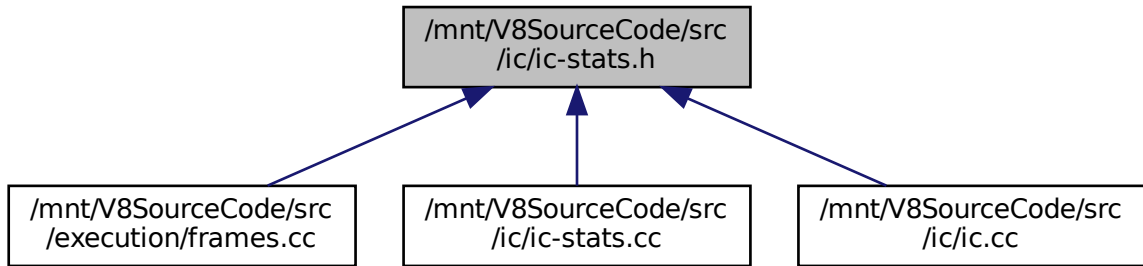 /mnt/V8SourceCode/src
/ic/ic-stats.h
/mnt/V8SourceCode/src
/execution/frames.cc
/mnt/V8SourceCode/src
/ic/ic-stats.cc
/mnt/V8SourceCode/src
/ic/ic.cc